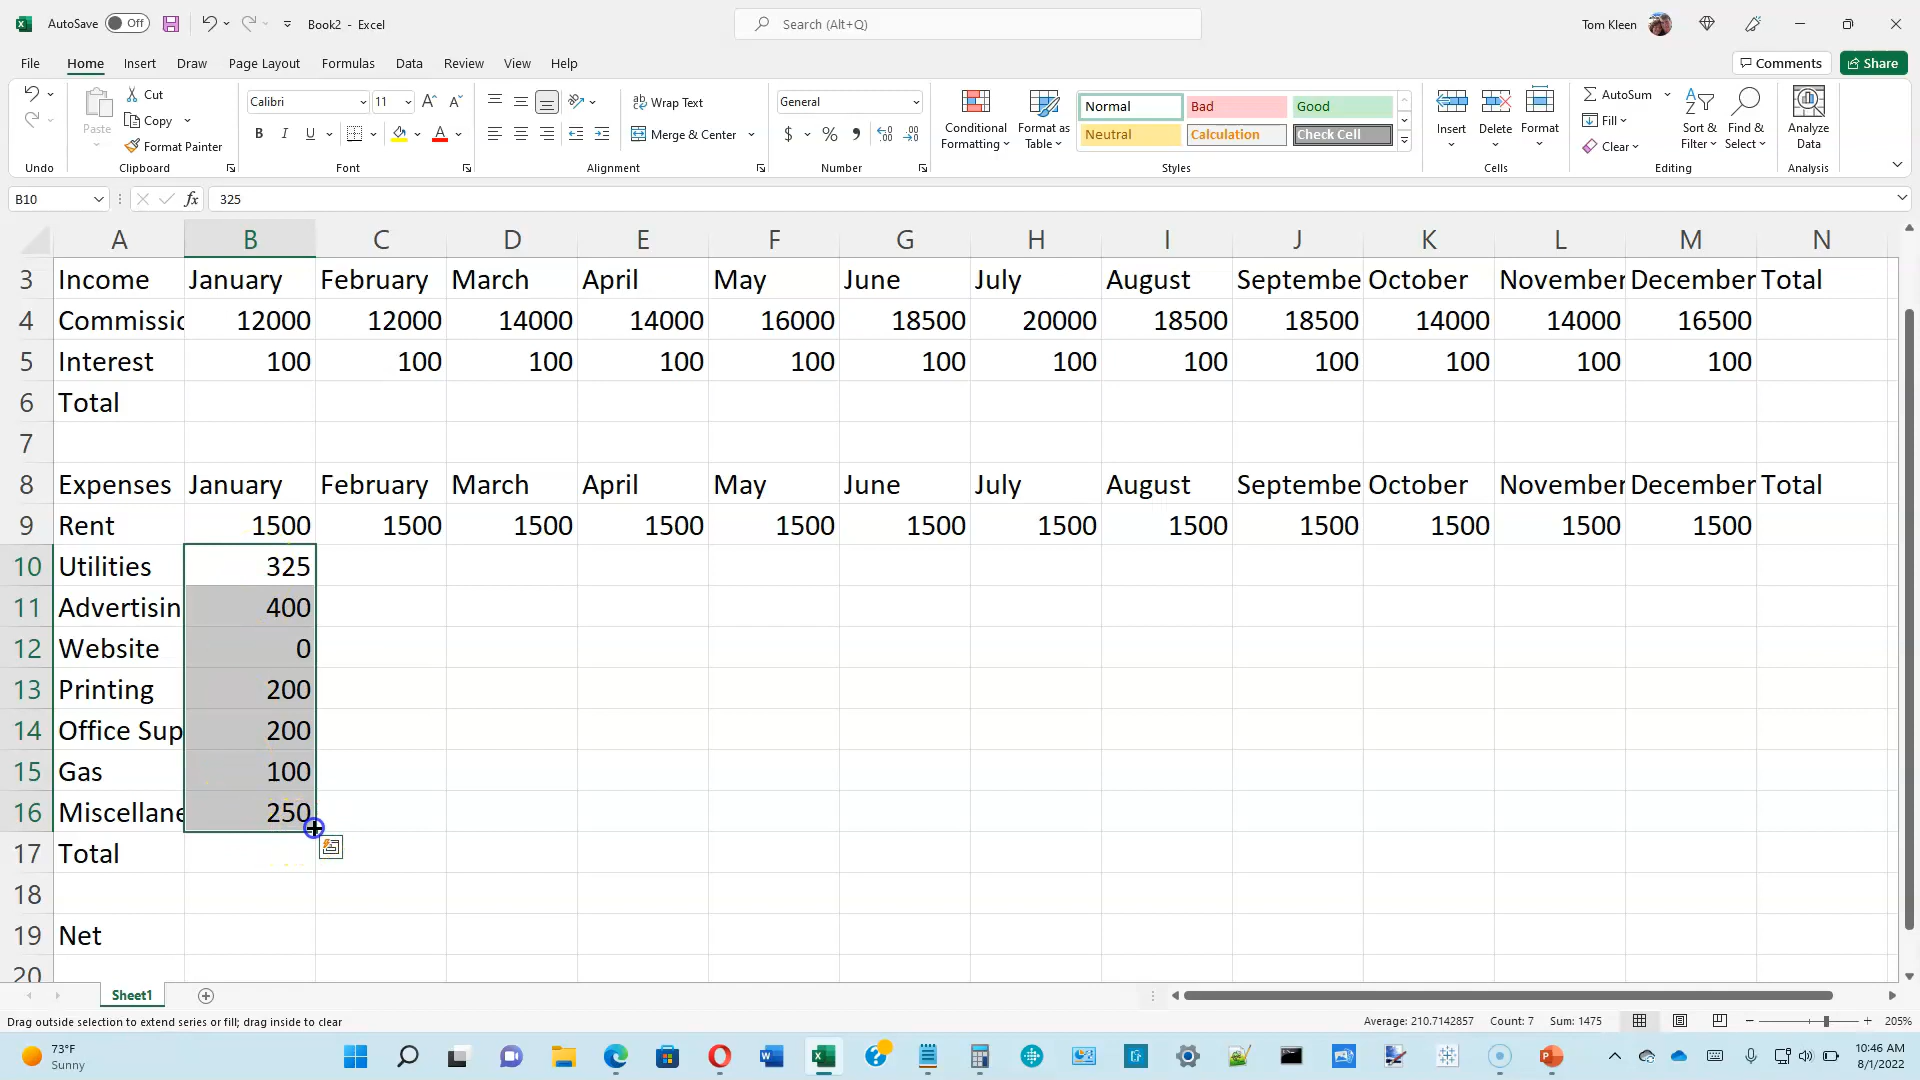 AutoSave Off Book2 - Excel Search (Alt+Q) Tom Kleen
File Home Insert Draw Page Layout Formulas Data Review View Help Comments Share
Cut
Paste Copy
Format Painter
Calibri 11
B I U A
Wrap Text
Merge & Center
General
$ %
Conditional Formatting
Format as Table
Normal Bad Good
Neutral Calculation Check Cell
Insert Delete Format
AutoSum
Fill
Clear
Sort & Filter
Find & Select
Analyze Data
Undo Clipboard Font Alignment Number Styles Cells Editing Analysis
B10 fx 325
A B C D E F G H I J K L M N
3 Income January February March April May June July August Septembe October November December Total
4 Commissio 12000 12000 14000 14000 16000 18500 20000 18500 18500 14000 14000 16500
5 Interest 100 100 100 100 100 100 100 100 100 100 100 100
6 Total
7
8 Expenses January February March April May June July August Septembe October November December Total
9 Rent 1500 1500 1500 1500 1500 1500 1500 1500 1500 1500 1500 1500
10 Utilities 325
11 Advertisin 400
12 Website 0
13 Printing 200
14 Office Sup 200
15 Gas 100
16 Miscellane 250
17 Total
18
19 Net
20
Sheet1
Drag outside selection to extend series or fill; drag inside to clear Average: 210.7142857 Count: 7 Sum: 1475 205%
73°F
Sunny
10:46 AM
8/1/2022